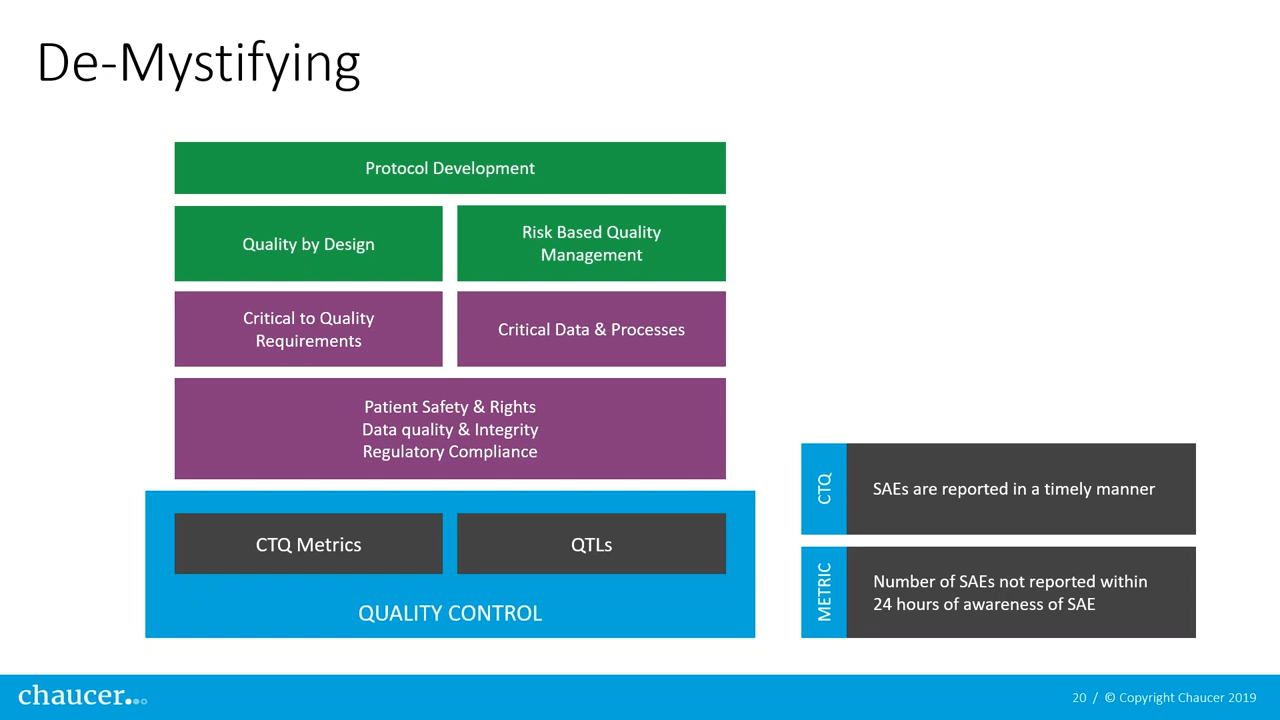 De-Mystifying
Protocol Development
Quality by Design
Risk Based Quality
Management
Critical to Quality
Requirements
Critical Data & Processes
Patient Safety & Rights
Data quality & Integrity
Regulatory Compliance
CTQ Metrics
QTLs
QUALITY CONTROL
CTQ
SAEs are reported in a timely manner
METRIC
Number of SAEs not reported within
24 hours of awareness of SAE
chaucer.
20 / © Copyright Chaucer 2019